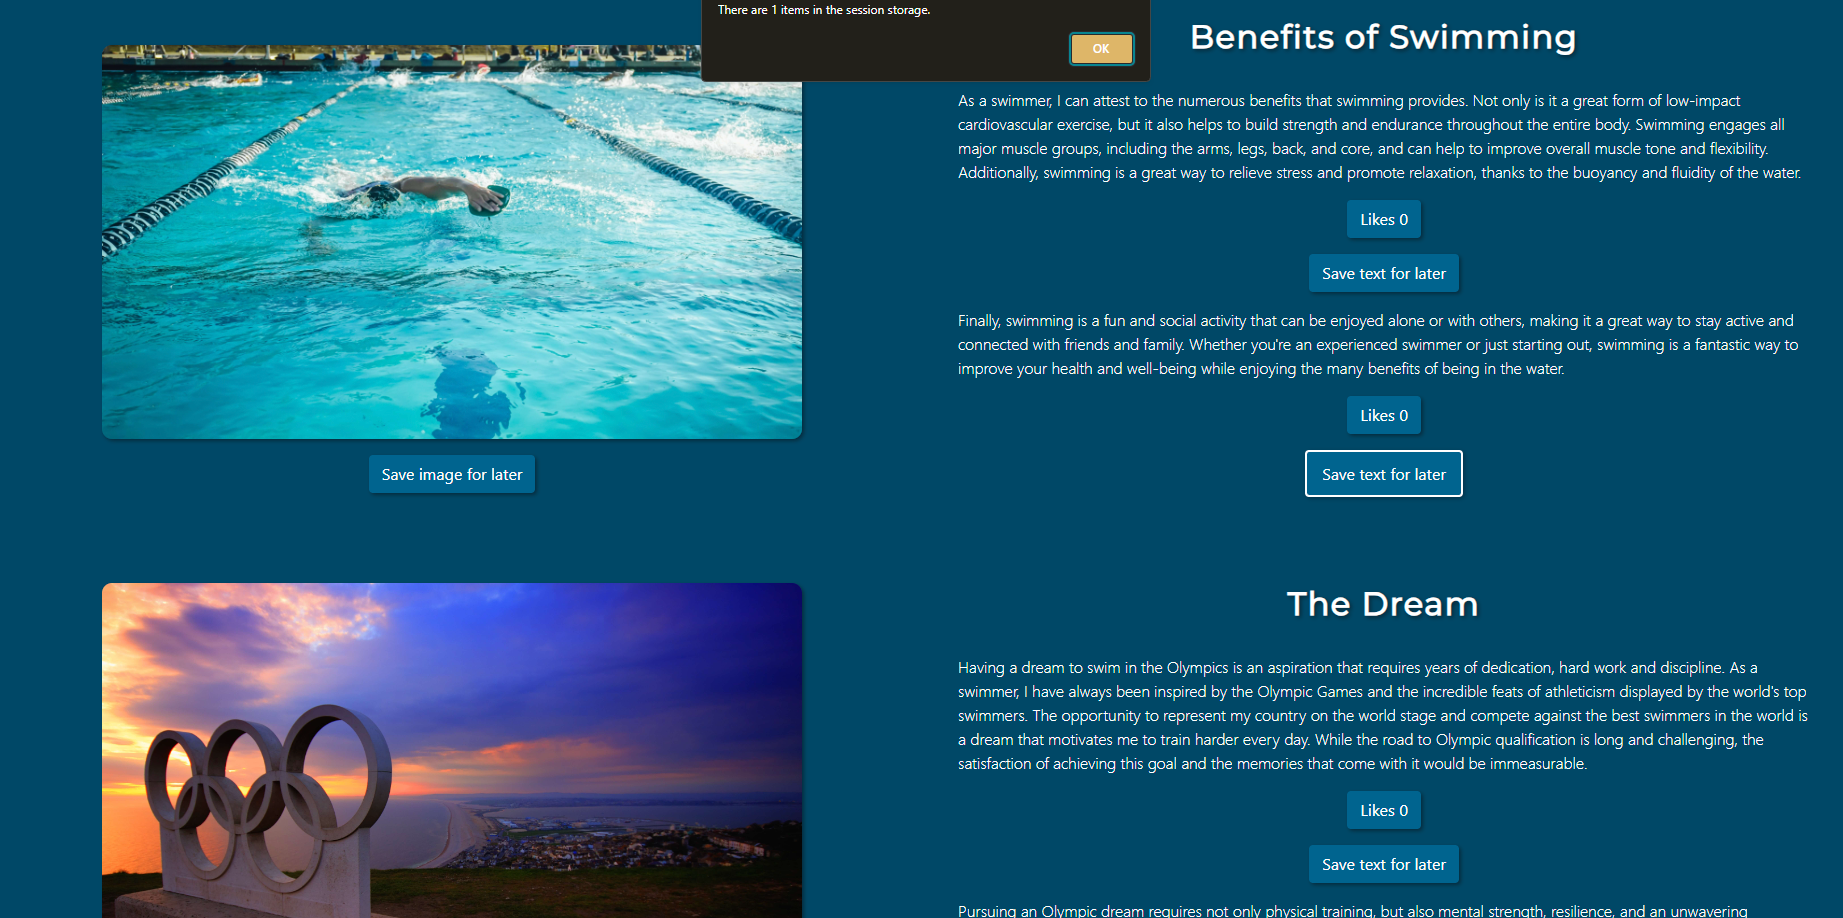 There are 1 items in the session storage.
OK
Benefits of Swimming
As a swimmer, I can attest to the numerous benefits that swimming provides. Not only is it a great form of low-impact
cardiovascular exercise, but it also helps to build strength and endurance throughout the entire body. Swimming engages all
major muscle groups, including the arms, legs, back, and core, and can help to improve overall muscle tone and flexibility.
Additionally, swimming is a great way to relieve stress and promote relaxation, thanks to the buoyancy and fluidity of the water.
Likes 0
Save text for later
Finally, swimming is a fun and social activity that can be enjoyed alone or with others, making it a great way to stay active and
connected with friends and family. Whether you're an experienced swimmer or just starting out, swimming is a fantastic way to
improve your health and well-being while enjoying the many benefits of being in the water.
Likes 0
Save image for later
Save text for later
The Dream
Having a dream to swim in the Olympics is an aspiration that requires years of dedication, hard work and discipline. As a
swimmer, I have always been inspired by the Olympic Games and the incredible feats of athleticism displayed by the world's top
swimmers. The opportunity to represent my country on the world stage and compete against the best swimmers in the world is
a dream that motivates me to train harder every day. While the road to Olympic qualification is long and challenging, the
satisfaction of achieving this goal and the memories that come with it would be immeasurable.
Likes 0
Save text for later
Pursuing an Olympic dream requires not only physical training, but also mental strength, resilience, and an unwavering